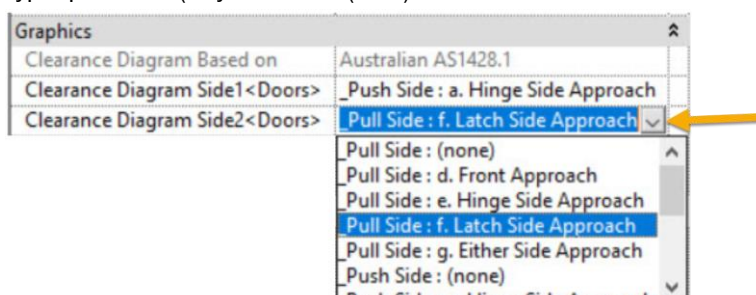 Graphics
Clearance Diagram Based on Australian AS1428.1
Clearance Diagram Side1<Doors> _Push Side : a. Hinge Side Approach
Clearance Diagram Side2<Doors> _Pull Side : f. Latch Side Approach
_Pull Side : (none)
_Pull Side : d. Front Approach
_Pull Side : e. Hinge Side Approach
_Pull Side : f. Latch Side Approach
_Pull Side : g. Either Side Approach
_Push Side : (none)